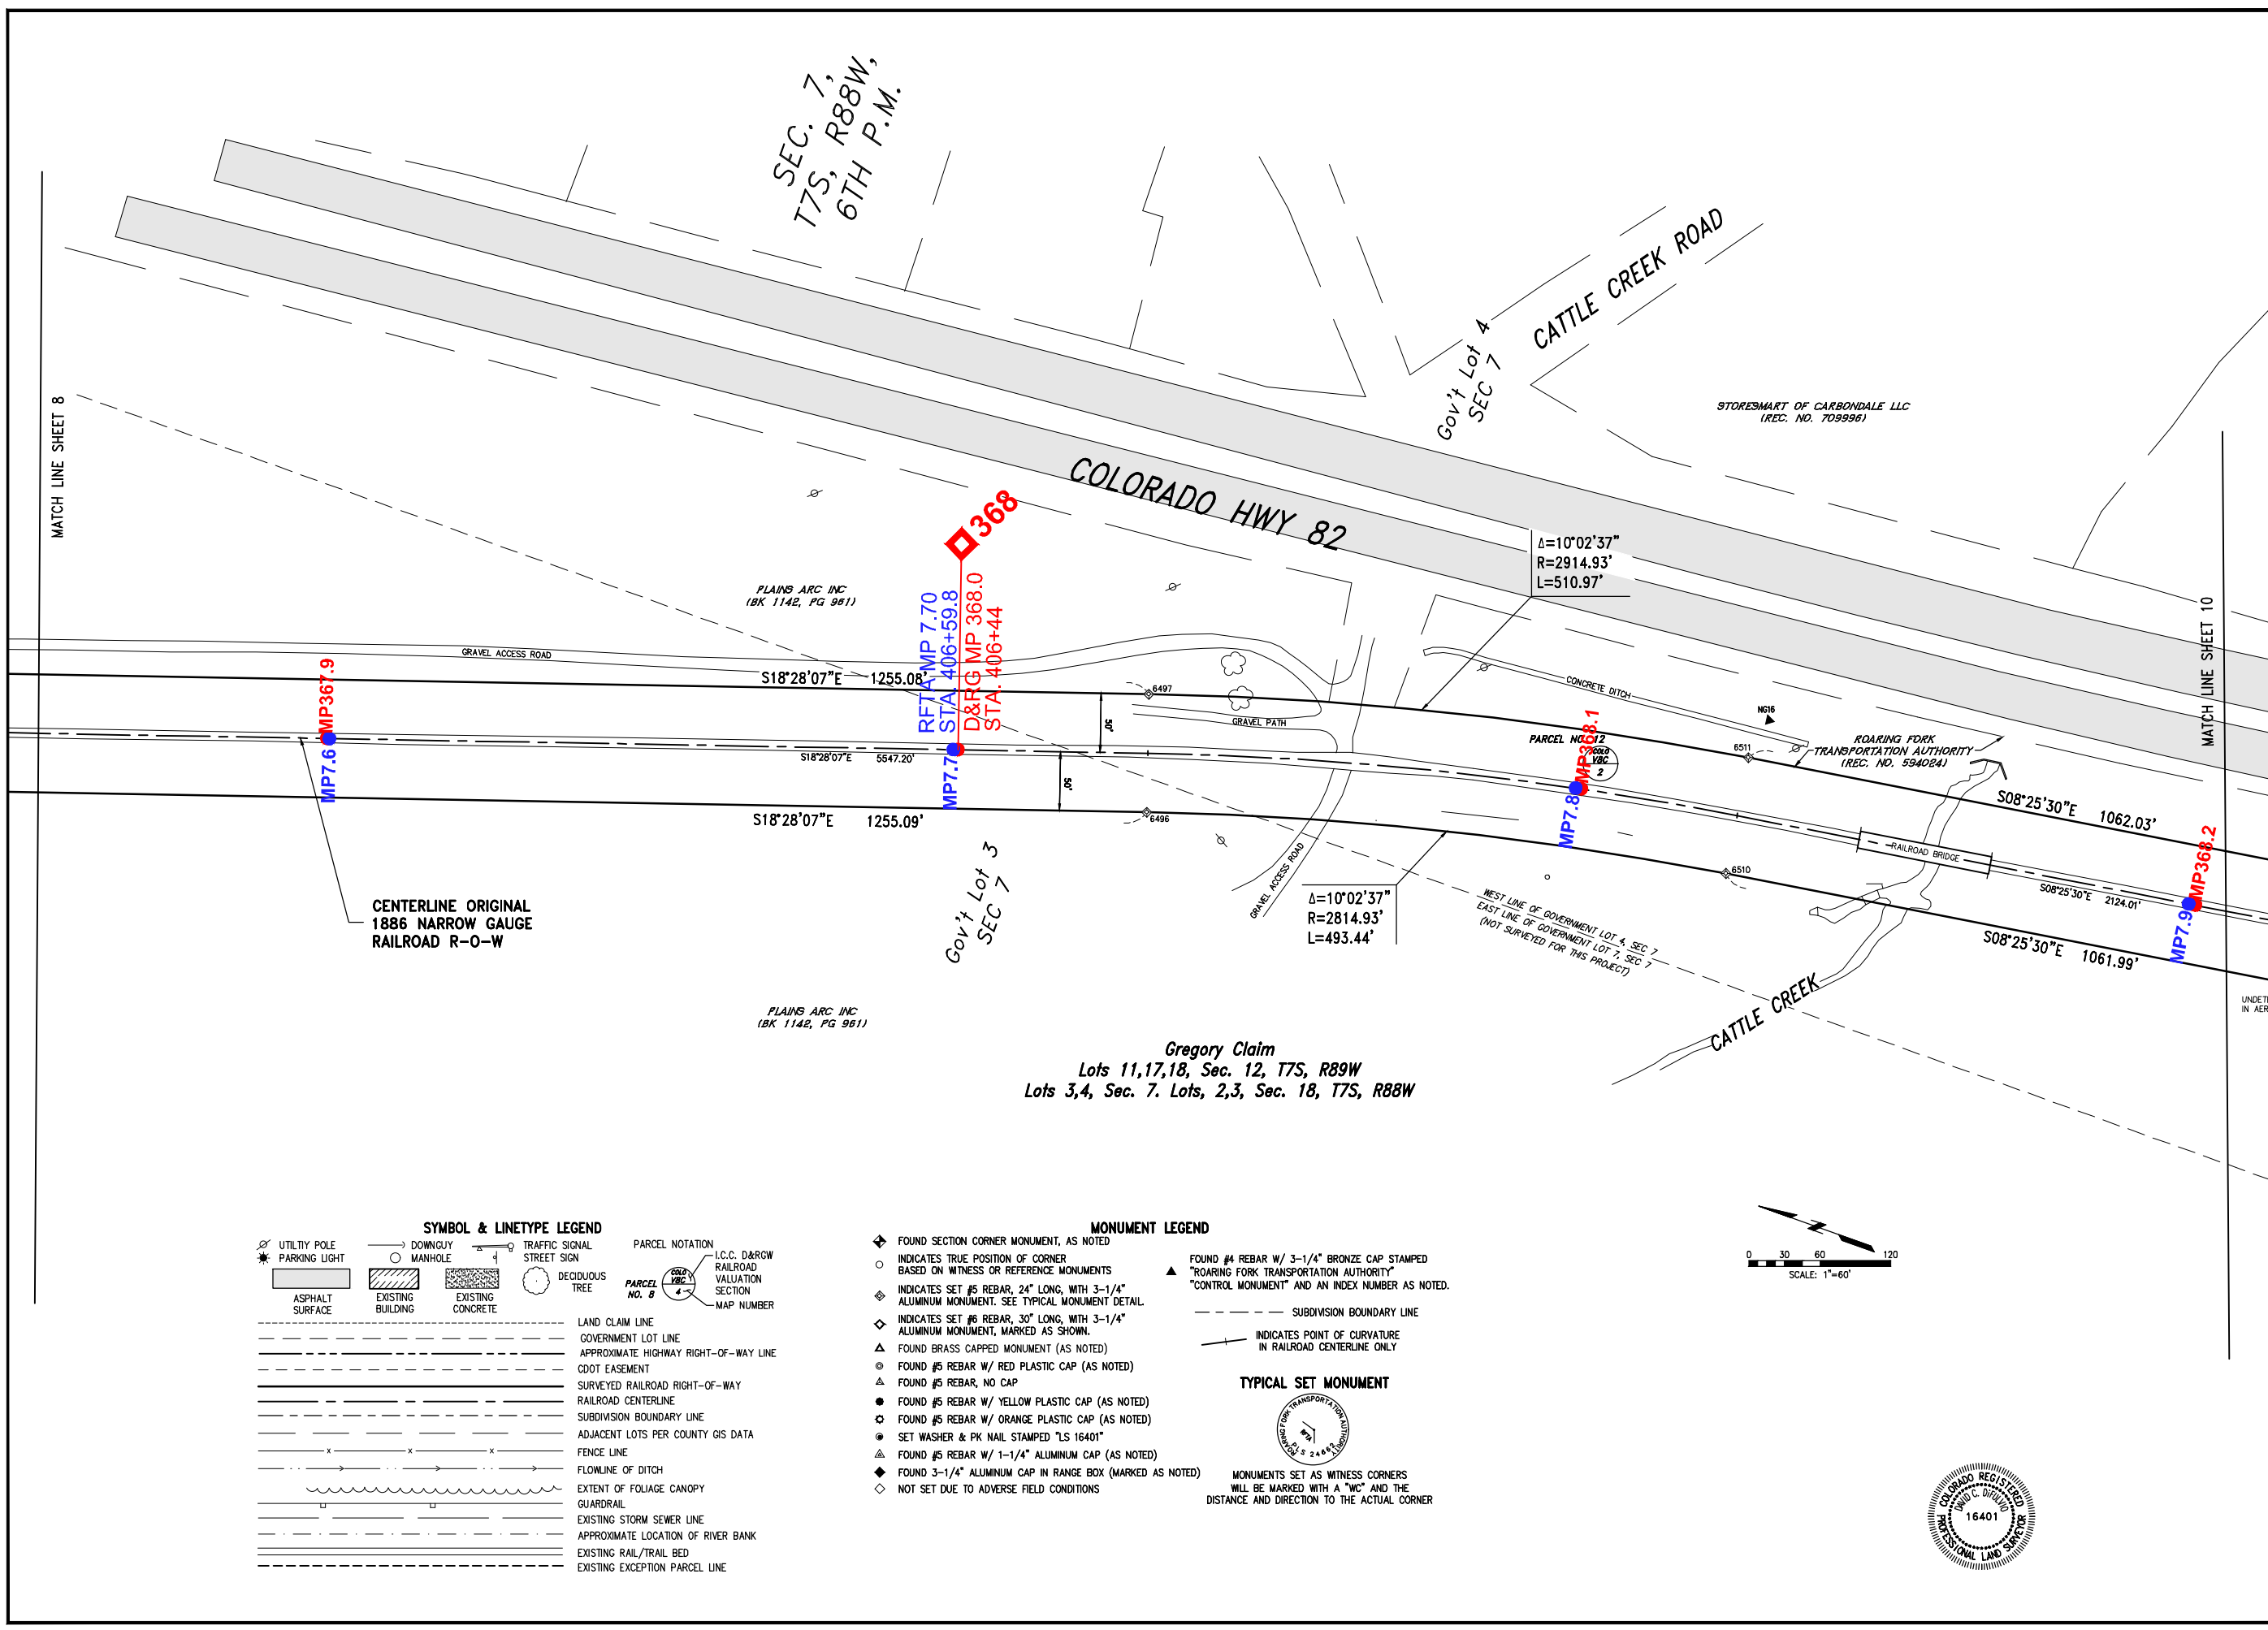 SEC. 7,
T7S, R88W,
6TH P.M.
MATCH LINE SHEET 8
CATTLE CREEK ROAD
Gov't Lot 4
SEC 7
STORESMART OF CARBONDALE LLC
(REC. NO. 709996)
COLORADO HWY 82
368
Δ=10°02'37"
R=2914.93'
L=510.97'
MATCH LINE SHEET 10
PLAINS ARC INC
(BK 1142, PG 961)
RFTA MP 7.70
STA. 406+59.8
D&RG MP 368.0
STA. 406+44
GRAVEL ACCESS ROAD
MP367.9
S18°28'07"E 1255.08'
6497
50'
GRAVEL PATH
CONCRETE DITCH
NG16
MP368.1
PARCEL NO. 12
COLO
VBC
2
6511
ROARING FORK
TRANSPORTATION AUTHORITY
(REC. NO. 594024)
MP7.6
S18°28'07"E 5547.20'
MP7.7
50'
MP7.8
S08°25'30"E 1062.03'
MP368.2
S18°28'07"E 1255.09'
6496
RAILROAD BRIDGE
6510
S08°25'30"E 2124.01'
MP7.9
Gov't Lot 3
SEC 7
GRAVEL ACCESS ROAD
Δ=10°02'37"
R=2814.93'
L=493.44'
WEST LINE OF GOVERNMENT LOT 4, SEC 7
EAST LINE OF GOVERNMENT LOT 7, SEC 7
(NOT SURVEYED FOR THIS PROJECT)
S08°25'30"E 1061.99'
CENTERLINE ORIGINAL
1886 NARROW GAUGE
RAILROAD R-O-W
CATTLE CREEK
IN AER
PLAINS ARC INC
(BK 1142, PG 961)
Gregory Claim
Lots 11,17,18, Sec. 12, T7S, R89W
Lots 3,4, Sec. 7. Lots, 2,3, Sec. 18, T7S, R88W
SYMBOL & LINETYPE LEGEND
UTILTIY POLE
DOWNGUY
TRAFFIC SIGNAL
PARKING LIGHT
MANHOLE
STREET SIGN
ASPHALT
SURFACE
EXISTING
BUILDING
EXISTING
CONCRETE
DECIDUOUS
TREE
PARCEL NOTATION
PARCEL
NO. 8
COLO
VBC
4
I.C.C. D&RGW
RAILROAD
VALUATION
SECTION
MAP NUMBER
LAND CLAIM LINE
GOVERNMENT LOT LINE
APPROXIMATE HIGHWAY RIGHT-OF-WAY LINE
CDOT EASEMENT
SURVEYED RAILROAD RIGHT-OF-WAY
RAILROAD CENTERLINE
SUBDIVISION BOUNDARY LINE
ADJACENT LOTS PER COUNTY GIS DATA
FENCE LINE
FLOWLINE OF DITCH
EXTENT OF FOLIAGE CANOPY
GUARDRAIL
EXISTING STORM SEWER LINE
APPROXIMATE LOCATION OF RIVER BANK
EXISTING RAIL/TRAIL BED
EXISTING EXCEPTION PARCEL LINE
MONUMENT LEGEND
FOUND SECTION CORNER MONUMENT, AS NOTED
INDICATES TRUE POSITION OF CORNER
BASED ON WITNESS OR REFERENCE MONUMENTS
INDICATES SET #5 REBAR, 24" LONG, WITH 3-1/4"
ALUMINUM MONUMENT. SEE TYPICAL MONUMENT DETAIL.
INDICATES SET #6 REBAR, 30" LONG, WITH 3-1/4"
ALUMINUM MONUMENT, MARKED AS SHOWN.
FOUND BRASS CAPPED MONUMENT (AS NOTED)
FOUND #5 REBAR W/ RED PLASTIC CAP (AS NOTED)
FOUND #5 REBAR, NO CAP
FOUND #5 REBAR W/ YELLOW PLASTIC CAP (AS NOTED)
FOUND #5 REBAR W/ ORANGE PLASTIC CAP (AS NOTED)
SET WASHER & PK NAIL STAMPED "LS 16401"
FOUND #5 REBAR W/ 1-1/4" ALUMINUM CAP (AS NOTED)
FOUND 3-1/4" ALUMINUM CAP IN RANGE BOX (MARKED AS NOTED)
NOT SET DUE TO ADVERSE FIELD CONDITIONS
FOUND #4 REBAR W/ 3-1/4" BRONZE CAP STAMPED
"ROARING FORK TRANSPORTATION AUTHORITY"
"CONTROL MONUMENT" AND AN INDEX NUMBER AS NOTED.
SUBDIVISION BOUNDARY LINE
INDICATES POINT OF CURVATURE
IN RAILROAD CENTERLINE ONLY
TYPICAL SET MONUMENT
ROARING FORK TRANSPORTATION AUTHORITY
RFTA
PLS 24662
MONUMENTS SET AS WITNESS CORNERS
WILL BE MARKED WITH A "WC" AND THE
DISTANCE AND DIRECTION TO THE ACTUAL CORNER
0 30 60 120
SCALE: 1"=60'
COLORADO REGISTERED
DAVID C. DiFULVIO
16401
PROFESSIONAL LAND SURVEYOR